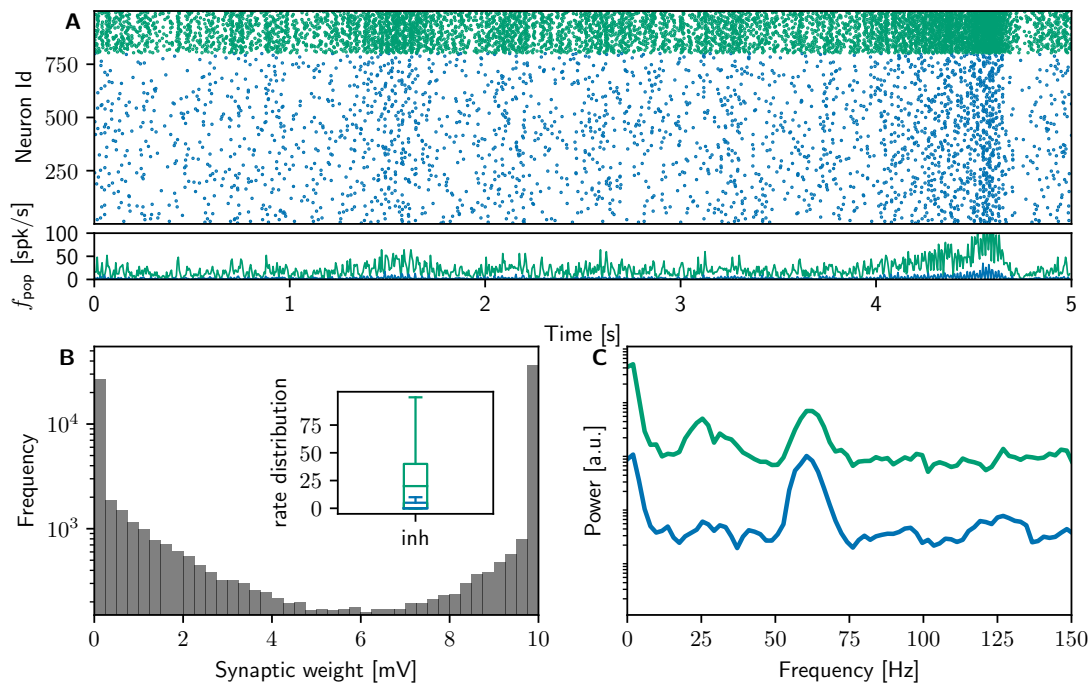 A
Neuron Id
750
500
250
f_pop [spk/s]
100
50
0
0 1 2 3 4 5
Time [s]
B
Frequency
10^4
10^3
rate distribution
75
50
25
0
inh
0 2 4 6 8 10
Synaptic weight [mV]
C
Power [a.u.]
0 25 50 75 100 125 150
Frequency [Hz]